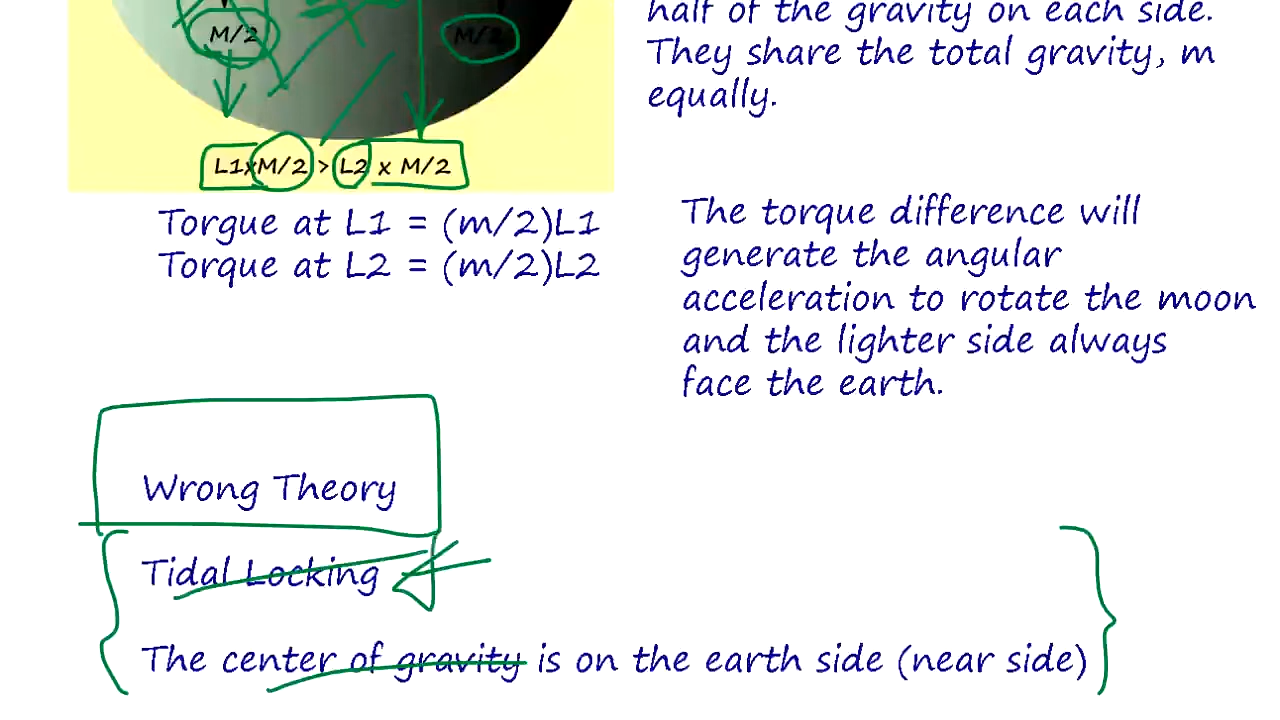 half of the gravity on each side.
They share the total gravity, m
equally.
M/2 M/2
L1xM/2 > L2 x M/2
Torgue at L1 = (m/2)L1
Torque at L2 = (m/2)L2
The torque difference will
generate the angular
acceleration to rotate the moon
and the lighter side always
face the earth.
Wrong Theory
Tidal Locking
The center of gravity is on the earth side (near side)